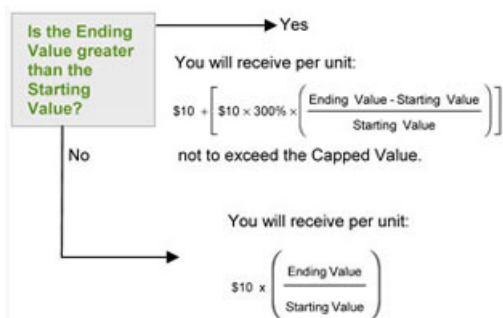 Is the Ending
Value greater
than the
Starting
Value?
Yes
You will receive per unit:
$10 + [ $10 × 300% × ( Ending Value - Starting Value
Starting Value ) ]
not to exceed the Capped Value.
No
You will receive per unit:
$10 x ( Ending Value
Starting Value )